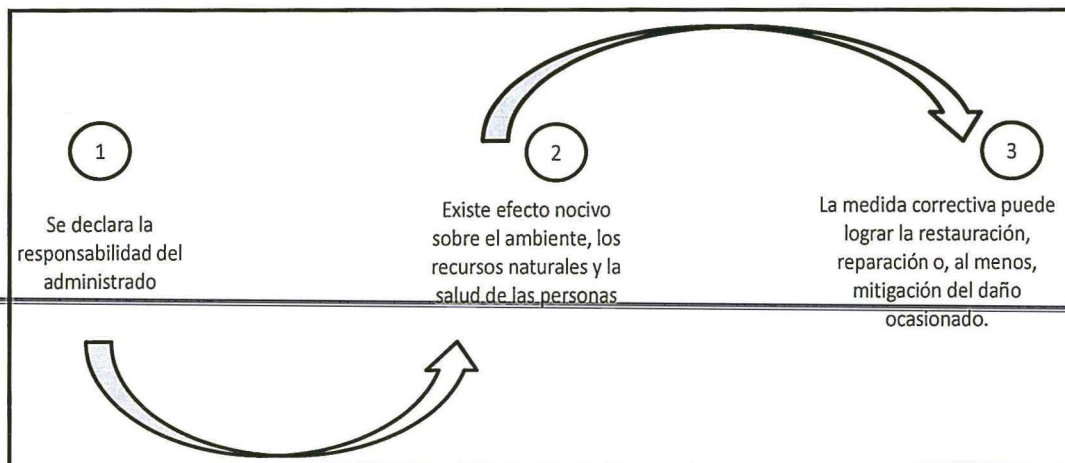 1
Se declara la
responsabilidad del
administrado
2
Existe efecto nocivo
sobre el ambiente, los
recursos naturales y la
salud de las personas
3
La medida correctiva puede
lograr la restauración,
reparación o, al menos,
mitigación del daño
ocasionado.